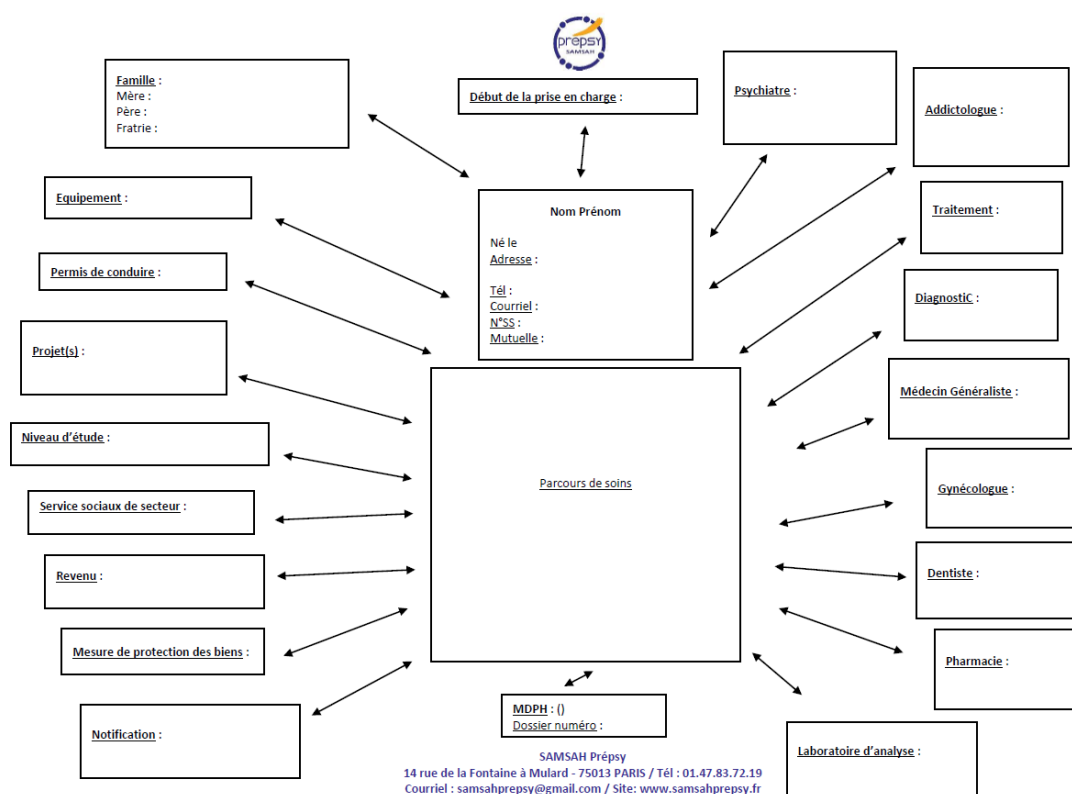 prepsy
SAMSAH
Famille :
Mère :
Père :
Fratrie :
Début de la prise en charge :
Psychiatre :
Addictologue :
Equipement :
Nom Prénom
Né le
Adresse :
Tél :
Courriel :
N°SS :
Mutuelle :
Traitement :
Permis de conduire :
DiagnostiC :
Projet(s) :
Médecin Généraliste :
Niveau d'étude :
Parcours de soins
Gynécologue :
Service sociaux de secteur :
Revenu :
Dentiste :
Mesure de protection des biens :
Pharmacie :
MDPH : ()
Dossier numéro :
Notification :
Laboratoire d'analyse :
SAMSAH Prépsy
14 rue de la Fontaine à Mulard - 75013 PARIS / Tél : 01.47.83.72.19
Courriel : samsahprepsy@gmail.com / Site: www.samsahprepsy.fr